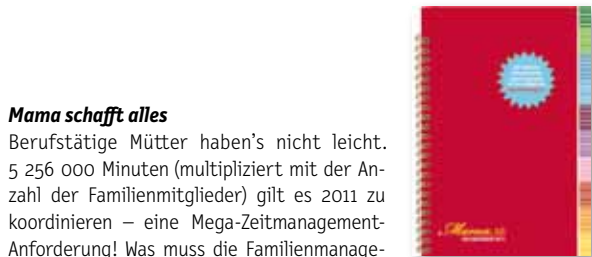 Mama schafft alles
Berufstätige Mütter haben's nicht leicht.
5 256 000 Minuten (multipliziert mit der An-
zahl der Familienmitglieder) gilt es 2011 zu
koordinieren – eine Mega-Zeitmanagement-
Anforderung! Was muss die Familienmanage-
Mama